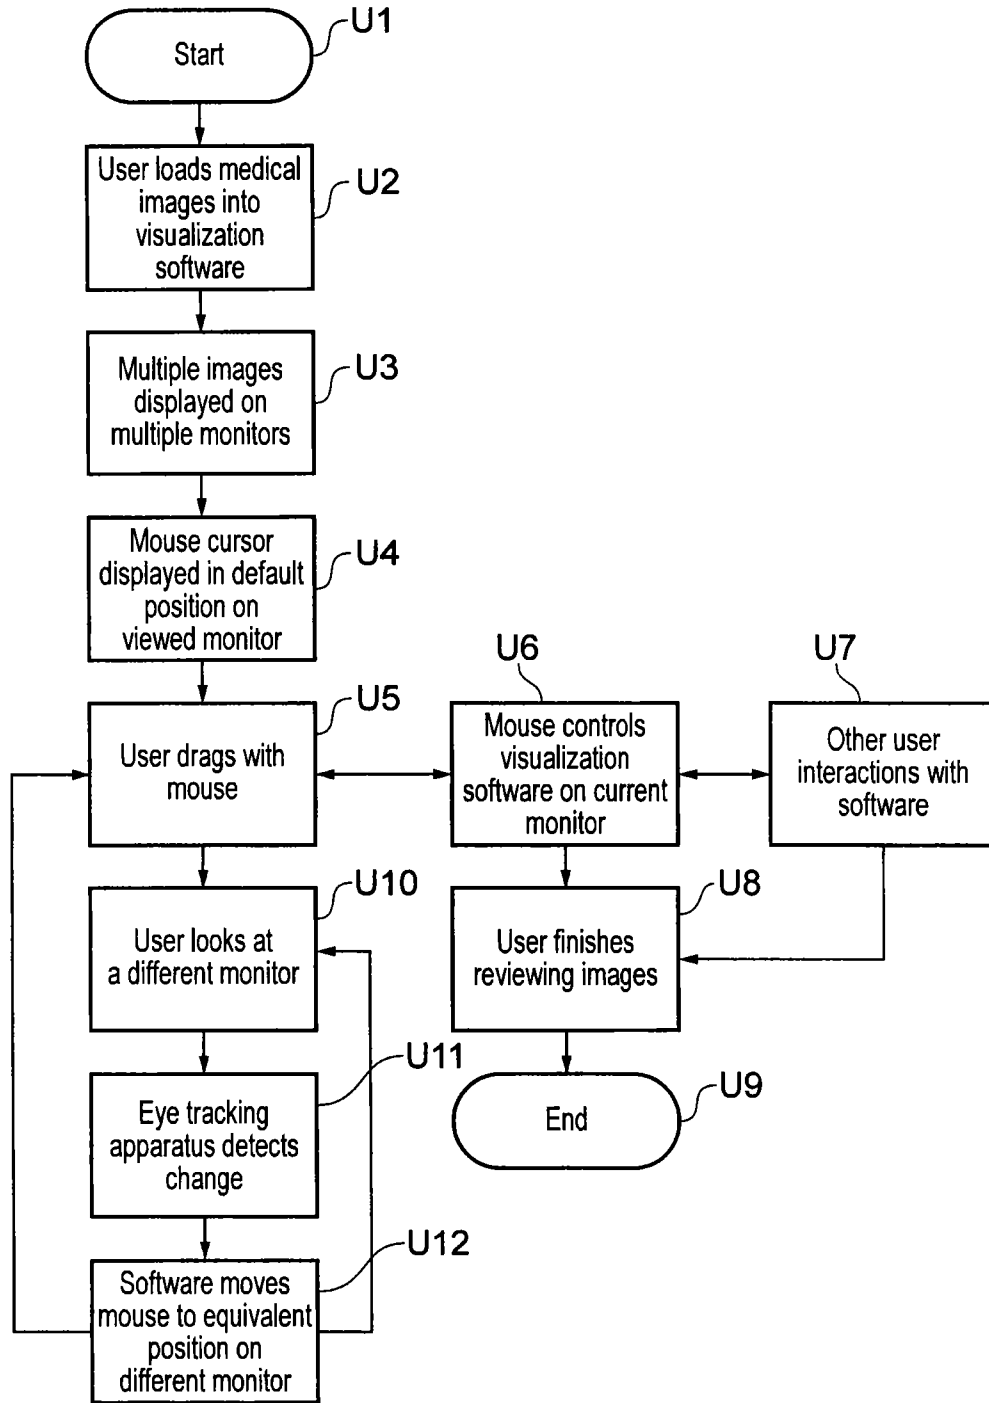 Start
U1
User loads medical
images into
visualization
software
U2
Multiple images
displayed on
multiple monitors
U3
Mouse cursor
displayed in default
position on
viewed monitor
U4
User drags with
mouse
U5
Mouse controls
visualization
software on current
monitor
U6
Other user
interactions with
software
U7
User looks at
a different monitor
U10
User finishes
reviewing images
U8
Eye tracking
apparatus detects
change
U11
End
U9
Software moves
mouse to equivalent
position on
different monitor
U12